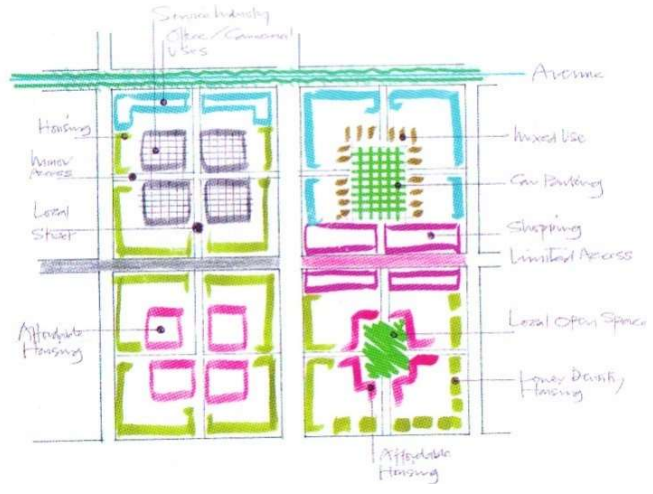 Service Industry
Office/Commercial
Uses
Avenue
Housing
Minor
Access
Local
Street
Mixed Use
Car Parking
Shopping
Limited Access
Affordable
Housing
Local Open Space
Lower Density
Housing
Affordable
Housing